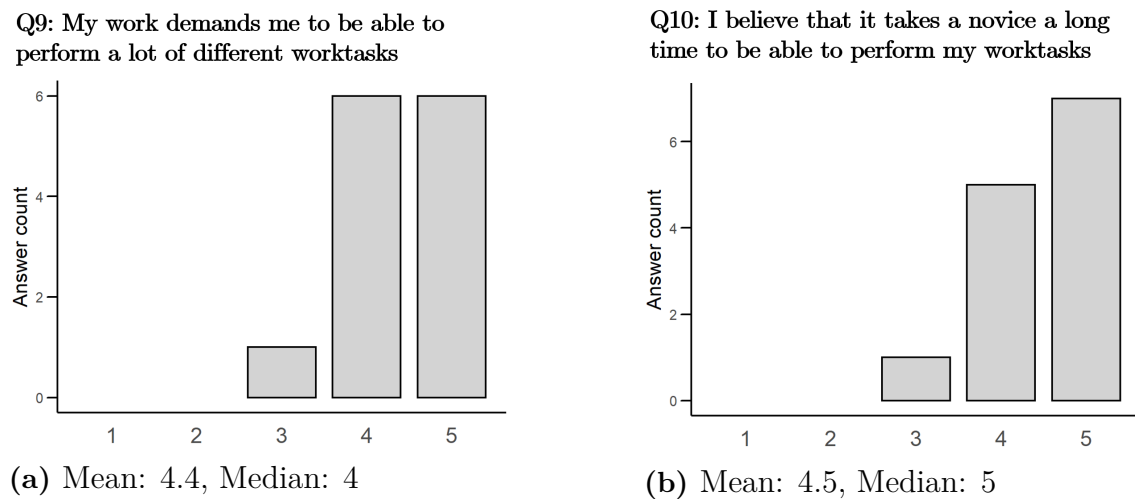 Q9: My work demands me to be able to
perform a lot of different worktasks
6
4
2
0
Answer count
1 2 3 4 5
(a) Mean: 4.4, Median: 4
Q10: I believe that it takes a novice a long
time to be able to perform my worktasks
6
4
2
0
Answer count
1 2 3 4 5
(b) Mean: 4.5, Median: 5